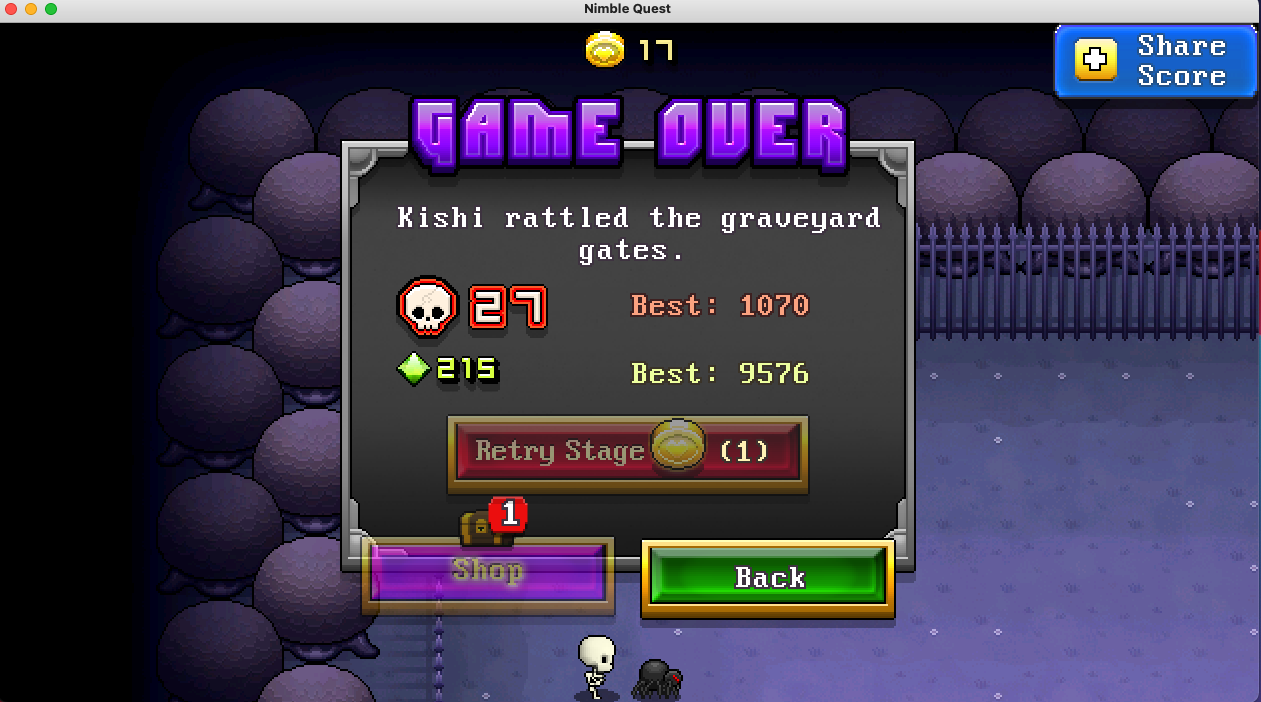 Nimble Quest
17
Share
Score
GAME OVER
Kishi rattled the graveyard
gates.
27 Best: 1070
215 Best: 9576
Retry Stage (1)
1
Shop
Back